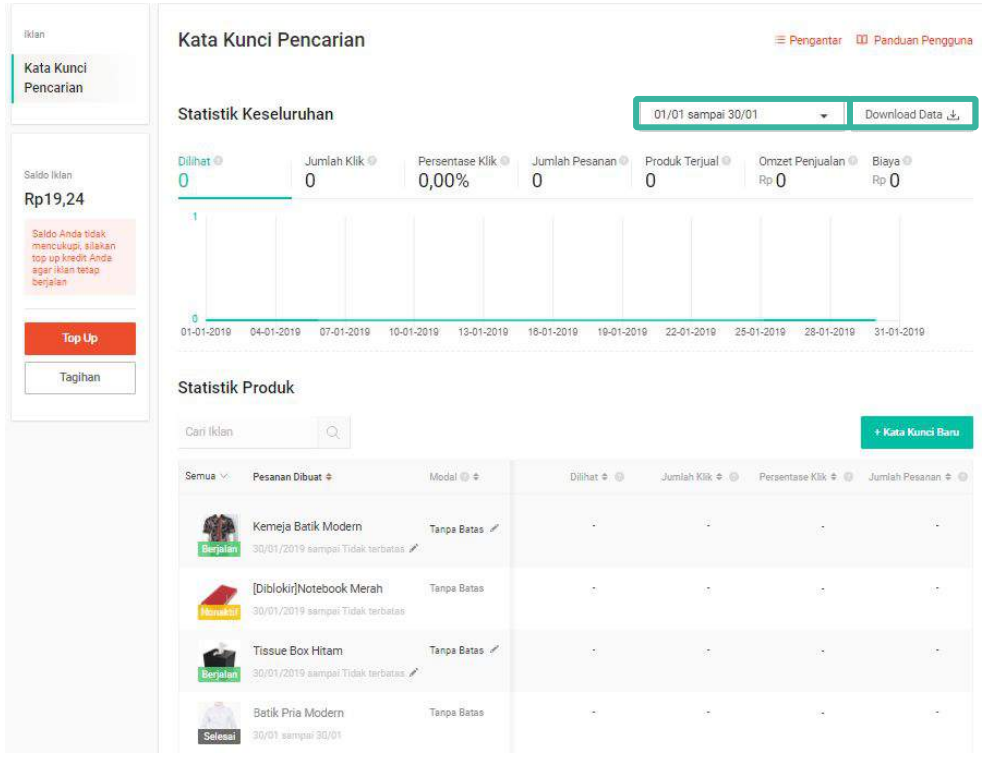 Iklan
Kata Kunci
Pencarian
Saldo Iklan
Rp19,24
Saldo Anda tidak
mencukupi, silakan
top up kredit Anda
agar iklan tetap
berjalan
Top Up
Tagihan
Kata Kunci Pencarian
Pengantar Panduan Pengguna
Statistik Keseluruhan
01/01 sampai 30/01 Download Data
Dilihat Jumlah Klik Persentase Klik Jumlah Pesanan Produk Terjual Omzet Penjualan Biaya
0 0 0,00% 0 0 Rp 0 Rp 0
1
0
01-01-2019 04-01-2019 07-01-2019 10-01-2019 13-01-2019 16-01-2019 19-01-2019 22-01-2019 25-01-2019 28-01-2019 31-01-2019
Statistik Produk
Cari Iklan
+ Kata Kunci Baru
Semua Pesanan Dibuat Modal Dilihat Jumlah Klik Persentase Klik Jumlah Pesanan
Kemeja Batik Modern Tanpa Batas - - - -
Berjalan 30/01/2019 sampai Tidak terbatas
[Diblokir]Notebook Merah Tanpa Batas - - - -
Nonaktif 30/01/2019 sampai Tidak terbatas
Tissue Box Hitam Tanpa Batas - - - -
Berjalan 30/01/2019 sampai Tidak terbatas
Batik Pria Modern Tanpa Batas - - - -
Selesai 30/01 sampai 30/01